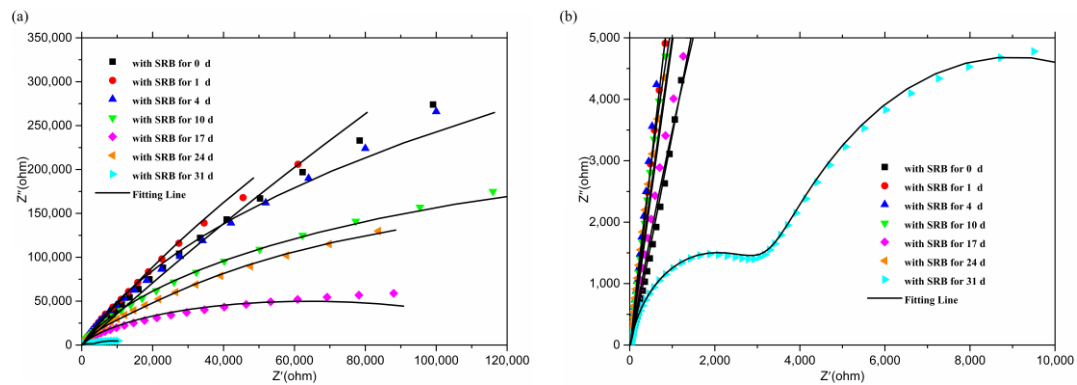 (a)
350,000
300,000
250,000
200,000
150,000
100,000
50,000
0
Z''(ohm)
with SRB for 0 d
with SRB for 1 d
with SRB for 4 d
with SRB for 10 d
with SRB for 17 d
with SRB for 24 d
with SRB for 31 d
Fitting Line
0 20,000 40,000 60,000 80,000 100,000 120,000
Z'(ohm)
(b)
5,000
4,000
3,000
2,000
1,000
0
Z''(ohm)
with SRB for 0 d
with SRB for 1 d
with SRB for 4 d
with SRB for 10 d
with SRB for 17 d
with SRB for 24 d
with SRB for 31 d
Fitting Line
0 2,000 4,000 6,000 8,000 10,000
Z'(ohm)